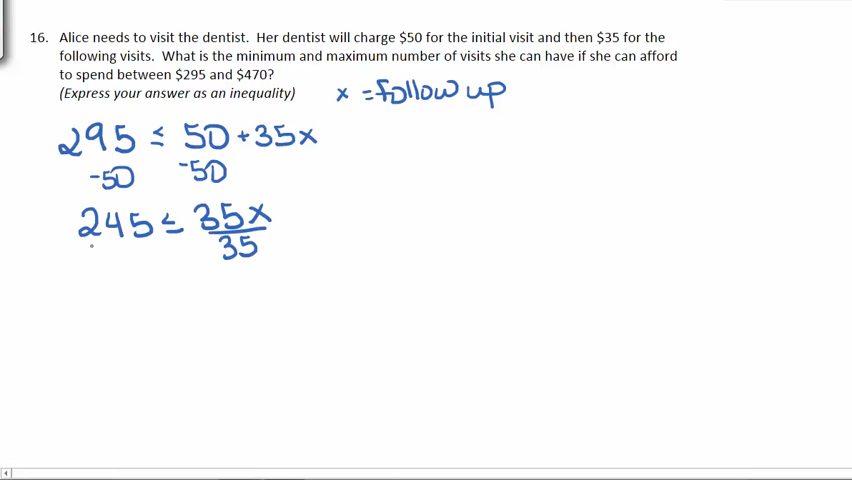 16. Alice needs to visit the dentist. Her dentist will charge $50 for the initial visit and then $35 for the
following visits. What is the minimum and maximum number of visits she can have if she can afford
to spend between $295 and $470?
(Express your answer as an inequality) x = follow up
295 ≤ 50 + 35x
-50 -50
245 ≤ 35x
35